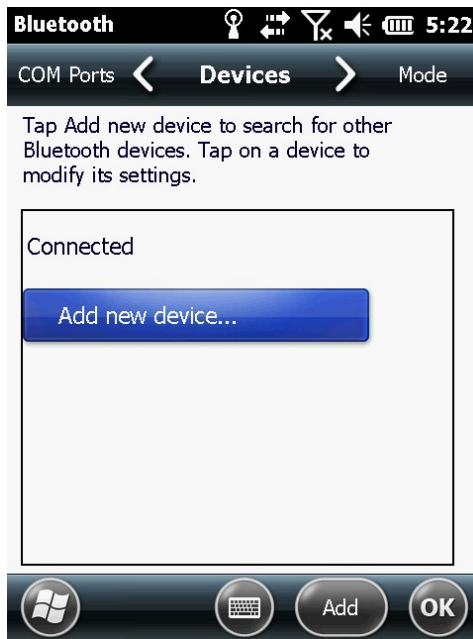 Bluetooth 5:22
COM Ports Devices Mode
Tap Add new device to search for other
Bluetooth devices. Tap on a device to
modify its settings.
Connected
Add new device...
Add OK